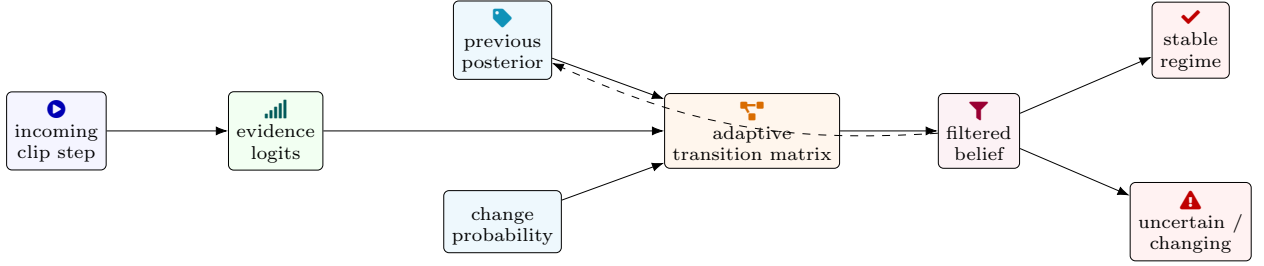 incoming
clip step
evidence
logits
previous
posterior
change
probability
adaptive
transition matrix
filtered
belief
stable
regime
uncertain /
changing